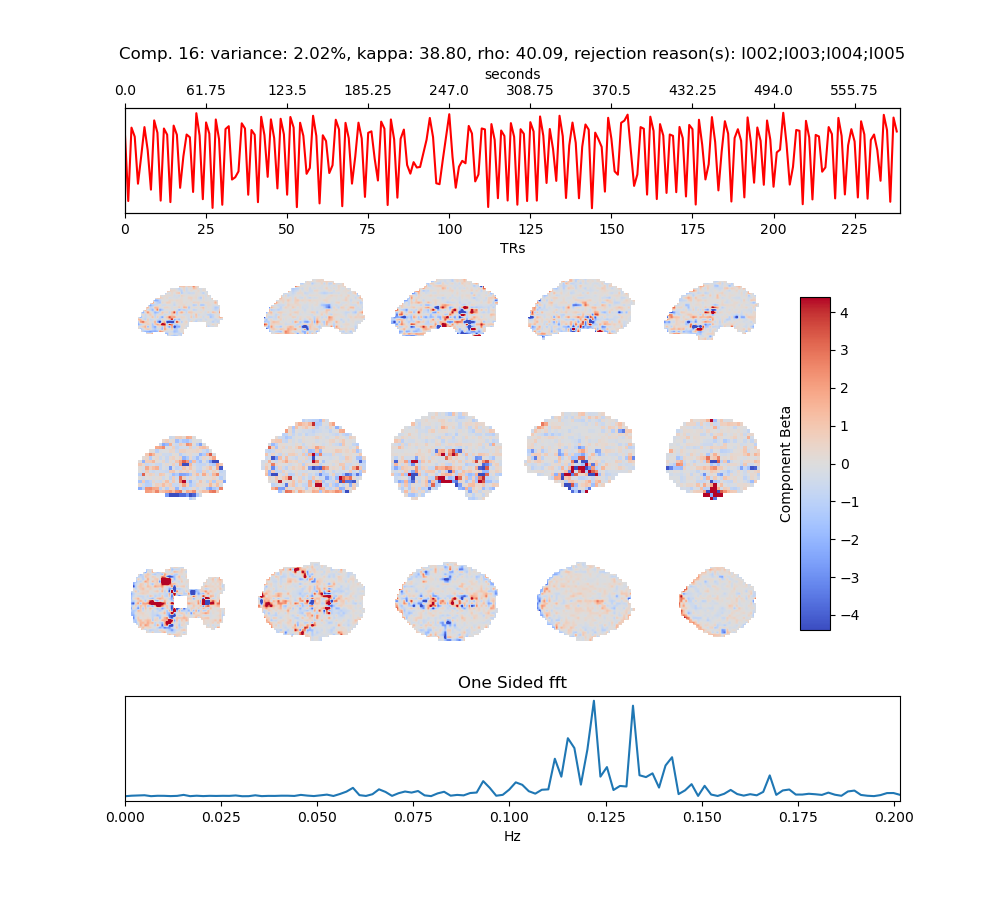 Comp. 16: variance: 2.02%, kappa: 38.80, rho: 40.09, rejection reason(s): I002;I003;I004;I005
seconds
0.0 61.75 123.5 185.25 247.0 308.75 370.5 432.25 494.0 555.75
0 25 50 75 100 125 150 175 200 225
TRs
4
3
2
1
0
−1
−2
−3
−4
Component Beta
One Sided fft
0.000 0.025 0.050 0.075 0.100 0.125 0.150 0.175 0.200
Hz